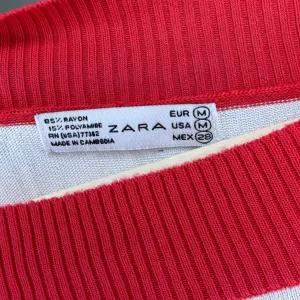 85% RAYON
15% POLYAMIDE
RN (USA) 77302
MADE IN CAMBODIA
ZARA
EUR M
USA M
MEX 28